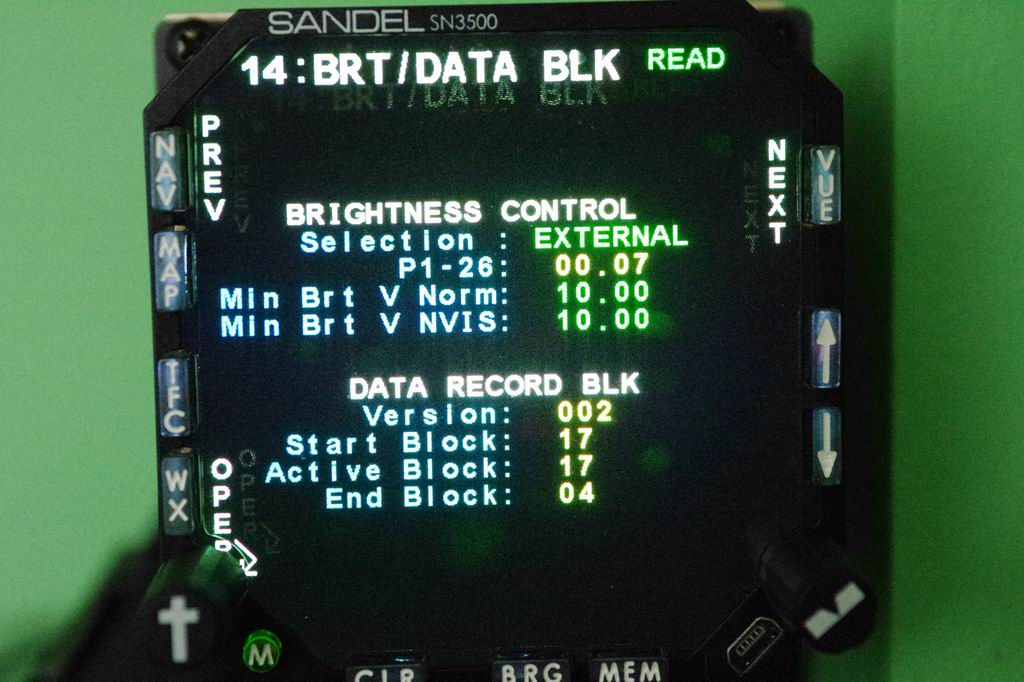 SANDEL SN3500
14:BRT/DATA BLK READ
PREV
NEXT
NAV
VUE
BRIGHTNESS CONTROL
Selection : EXTERNAL
P1-26: 00.07
MAP
Min Brt V Norm: 10.00
Min Brt V NVIS: 10.00
TFC
DATA RECORD BLK
Version: 002
Start Block: 17
Active Block: 17
End Block: 04
WX
OPER
M
CLR BRG MEM